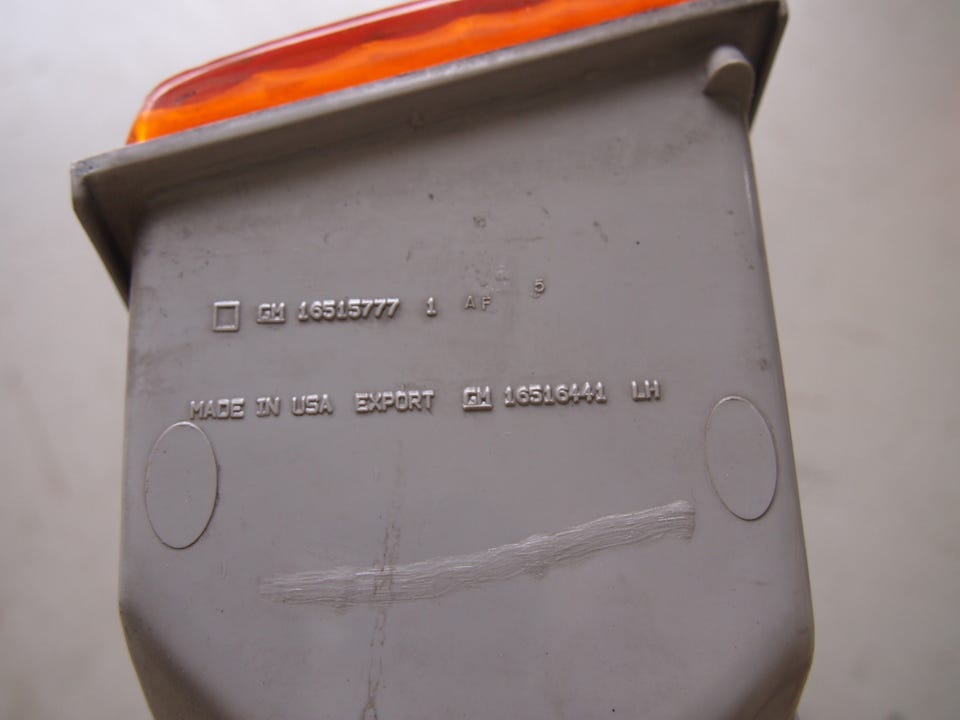 GM 16515777 1 AF 5
MADE IN USA EXPORT GM 16516441 LH